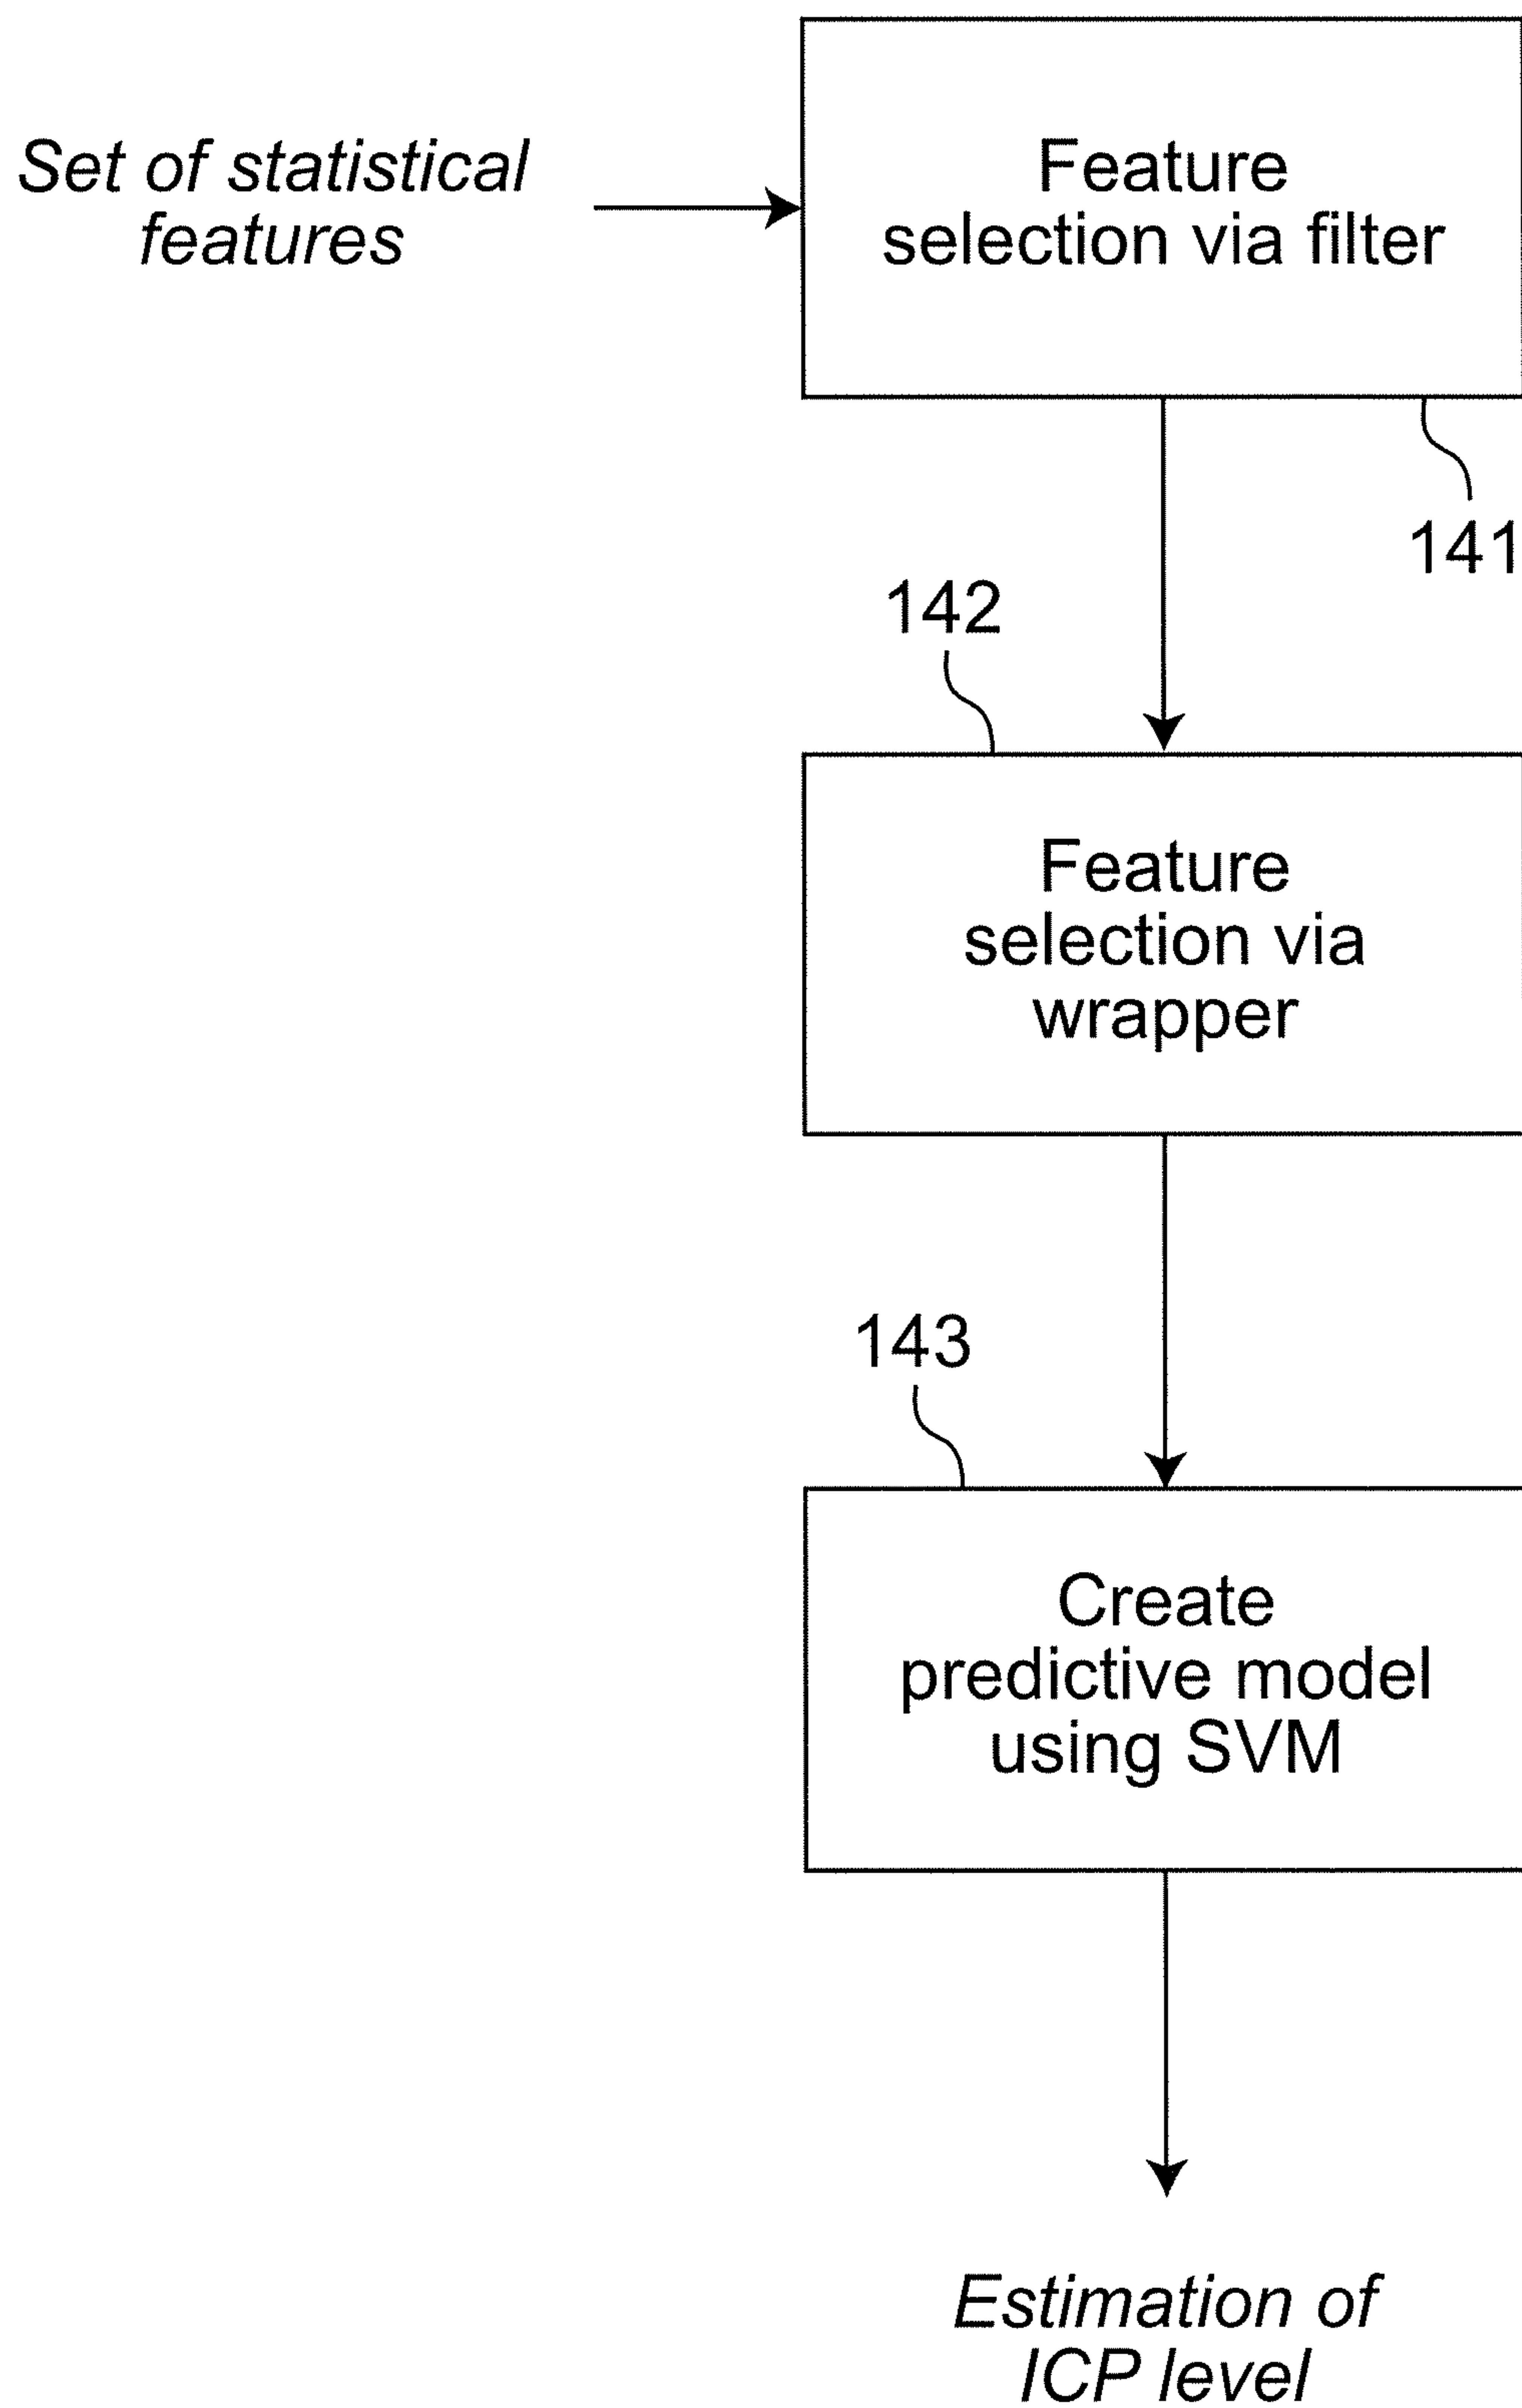 Set of statistical
features
Feature
selection via filter
141
142
Feature
selection via
wrapper
143
Create
predictive model
using SVM
Estimation of
ICP level